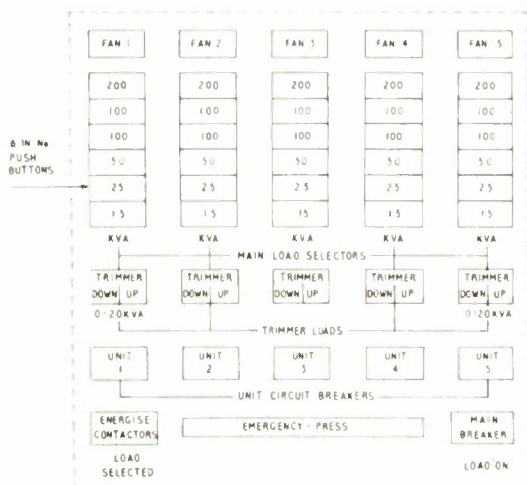 FAN 1 FAN 2 FAN 3 FAN 4 FAN 5
200 200 200 200 200
100 100 100 100 100
100 100 100 100 100
6 IN No PUSH BUTTONS
50 50 50 50 50
25 25 25 25 25
15 15 15 15 15
KVA KVA KVA KVA KVA
MAIN LOAD SELECTORS
TRIMMER TRIMMER TRIMMER TRIMMER TRIMMER
DOWN UP DOWN UP DOWN UP DOWN UP DOWN UP
0-20KVA 0-20KVA
TRIMMER LOADS
UNIT 1 UNIT 2 UNIT 3 UNIT 4 UNIT 5
UNIT CIRCUIT BREAKERS
ENERGISE CONTACTORS
EMERGENCY - PRESS
MAIN BREAKER
LOAD SELECTED
LOAD ON